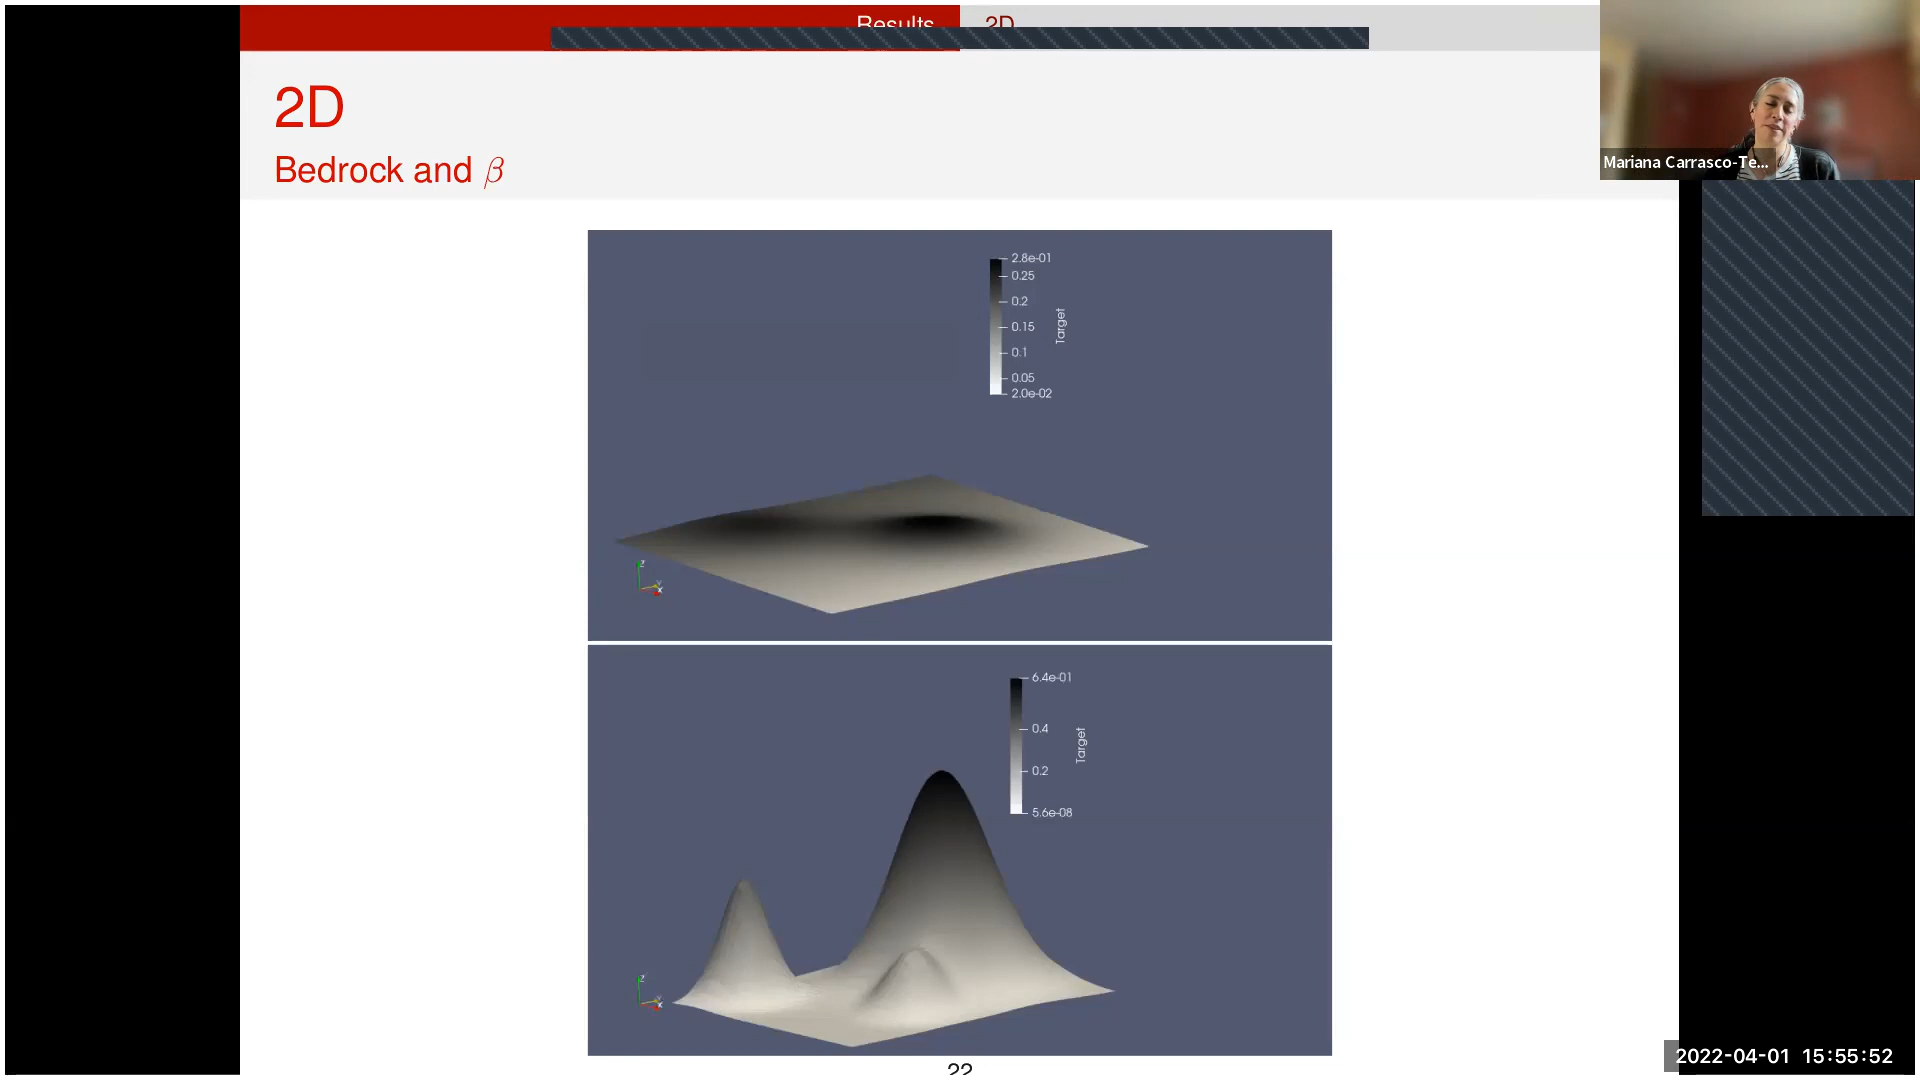 Results 2D
2D
Bedrock and β
Mariana Carrasco-Te...
2.8e-01
0.25
0.2
0.15
0.1
0.05
2.0e-02
Target
Z
Y
X
6.4e-01
0.4
0.2
5.6e-08
Target
Z
Y
X
22
2022-04-01 15:55:52